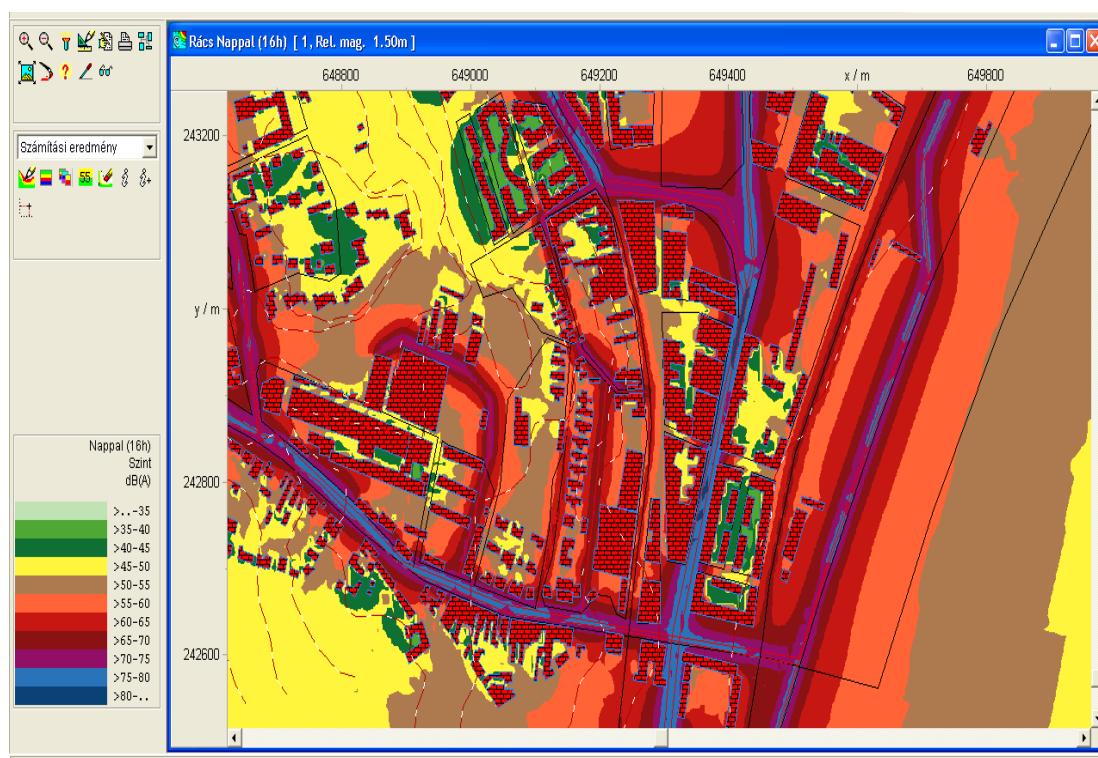 Rács Nappal (16h) [ 1, Rel. mag. 1.50m ]
648800 649000 649200 649400 x / m 649800
243200
y / m
242800
242600
Számítási eredmény
55
Nappal (16h)
Szint
dB(A)
>..-35
>35-40
>40-45
>45-50
>50-55
>55-60
>60-65
>65-70
>70-75
>75-80
>80-..